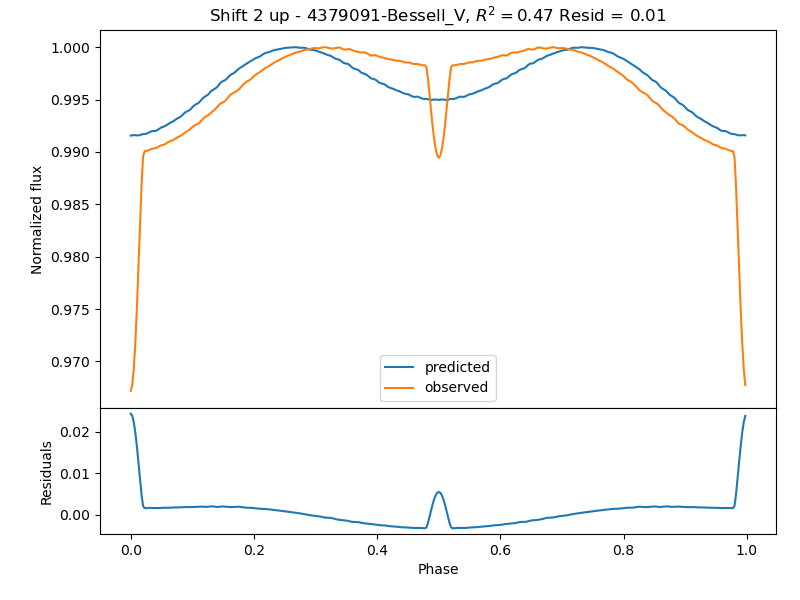 Shift 2 up - 4379091-Bessell_V, R² = 0.47 Resid = 0.01
Normalized flux
1.000
0.995
0.990
0.985
0.980
0.975
0.970
predicted
observed
Residuals
0.02
0.01
0.00
0.0 0.2 0.4 0.6 0.8 1.0
Phase